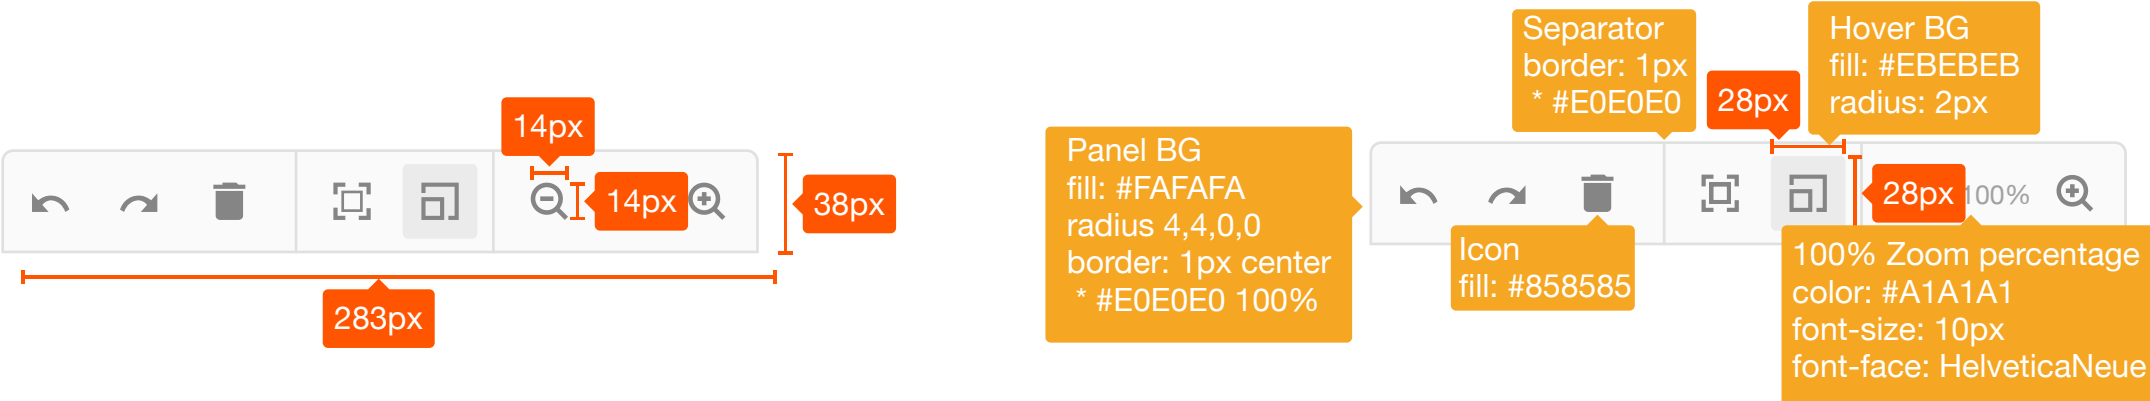 14px
14px
38px
283px
Separator
border: 1px
* #E0E0E0
Hover BG
fill: #EBEBEB
radius: 2px
28px
Panel BG
fill: #FAFAFA
radius 4,4,0,0
border: 1px center
* #E0E0E0 100%
28px
100%
Icon
fill: #858585
100% Zoom percentage
color: #A1A1A1
font-size: 10px
font-face: HelveticaNeue